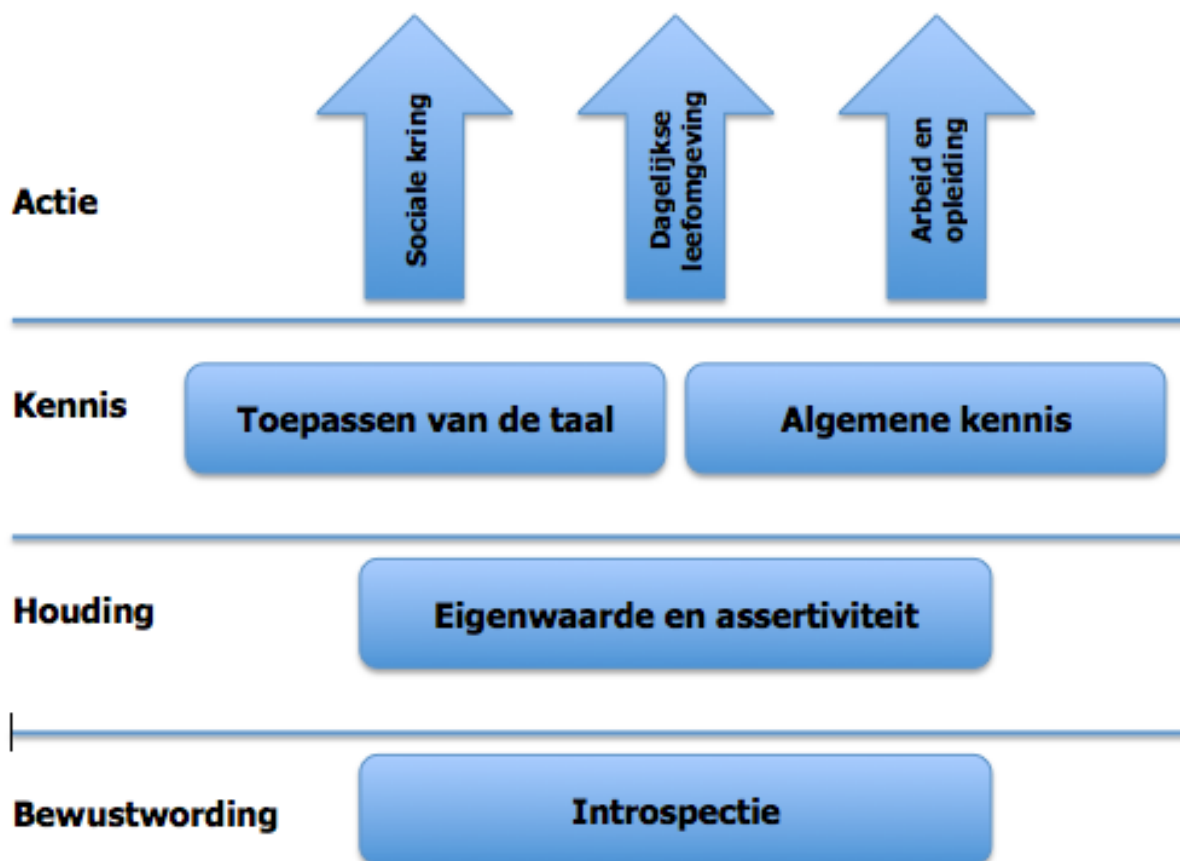 Actie
Sociale kring
Dagelijkse
leefomgeving
Arbeid en
opleiding
Kennis
Toepassen van de taal
Algemene kennis
Houding
Eigenwaarde en assertiviteit
Bewustwording
Introspectie